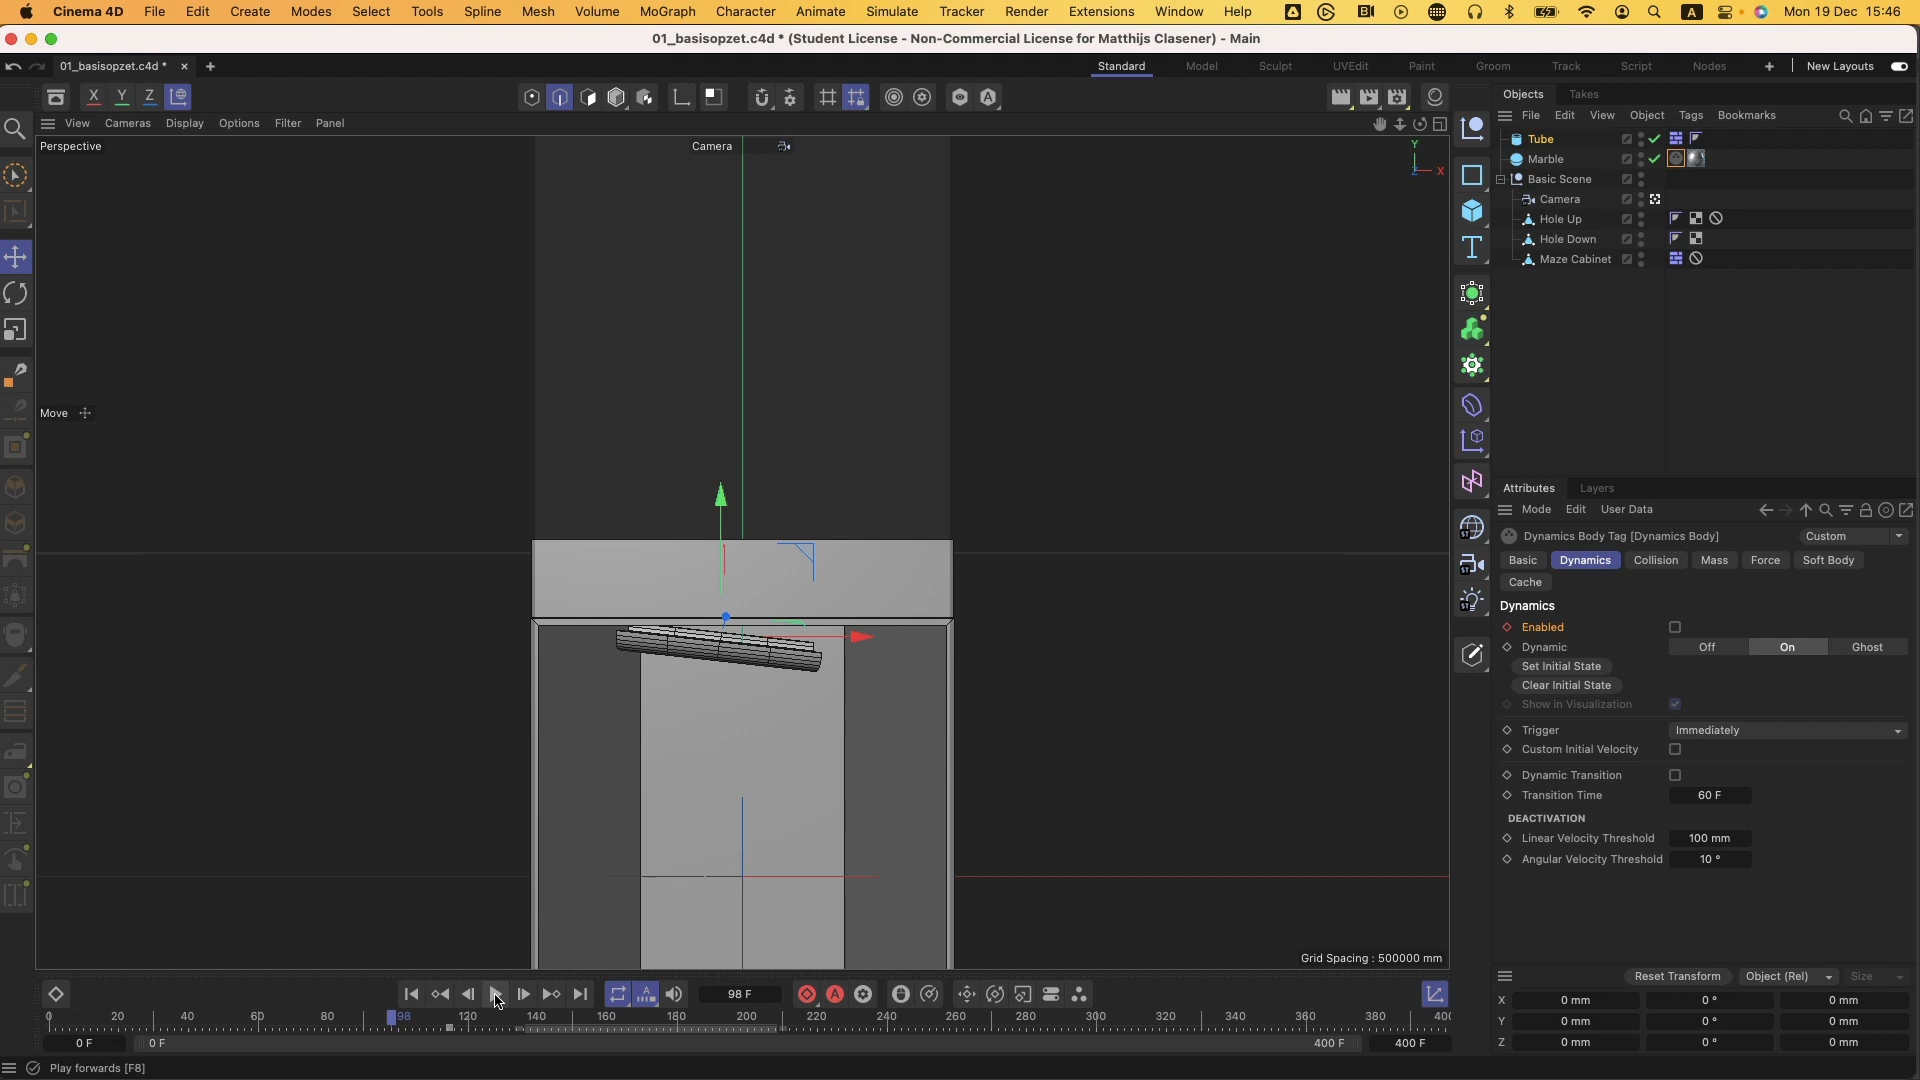 Cinema 4D File Edit Create Modes Select Tools Spline Mesh Volume MoGraph Character Animate Simulate Tracker Render Extensions Window Help A Mon 19 Dec 15:46
01_basisopzet.c4d * (Student License - Non-Commercial License for Matthijs Clasener) - Main
01_basisopzet.c4d * × + Standard Model Sculpt UVEdit Paint Groom Track Script Nodes + New Layouts
X Y Z
Objects Takes
View Cameras Display Options Filter Panel
File Edit View Object Tags Bookmarks
Perspective Camera
Y
X
Z
Tube
Marble
Basic Scene
Camera
Hole Up
Hole Down
Maze Cabinet
Move
Attributes Layers
Mode Edit User Data
Dynamics Body Tag [Dynamics Body] Custom
Basic Dynamics Collision Mass Force Soft Body
Cache
Dynamics
Enabled
Dynamic Off On Ghost
Set Initial State
Clear Initial State
Show in Visualization
Trigger Immediately
Custom Initial Velocity
Dynamic Transition
Transition Time 60 F
DEACTIVATION
Linear Velocity Threshold 100 mm
Angular Velocity Threshold 10 °
ST
ST
ST
Grid Spacing : 500000 mm
98 F
Reset Transform Object (Rel) Size
X 0 mm 0 ° 0 mm
Y 0 mm 0 ° 0 mm
Z 0 mm 0 ° 0 mm
0 20 40 60 80 98 120 140 160 180 200 220 240 260 280 300 320 340 360 380 400
0 F 0 F 400 F 400 F
Play forwards [F8]